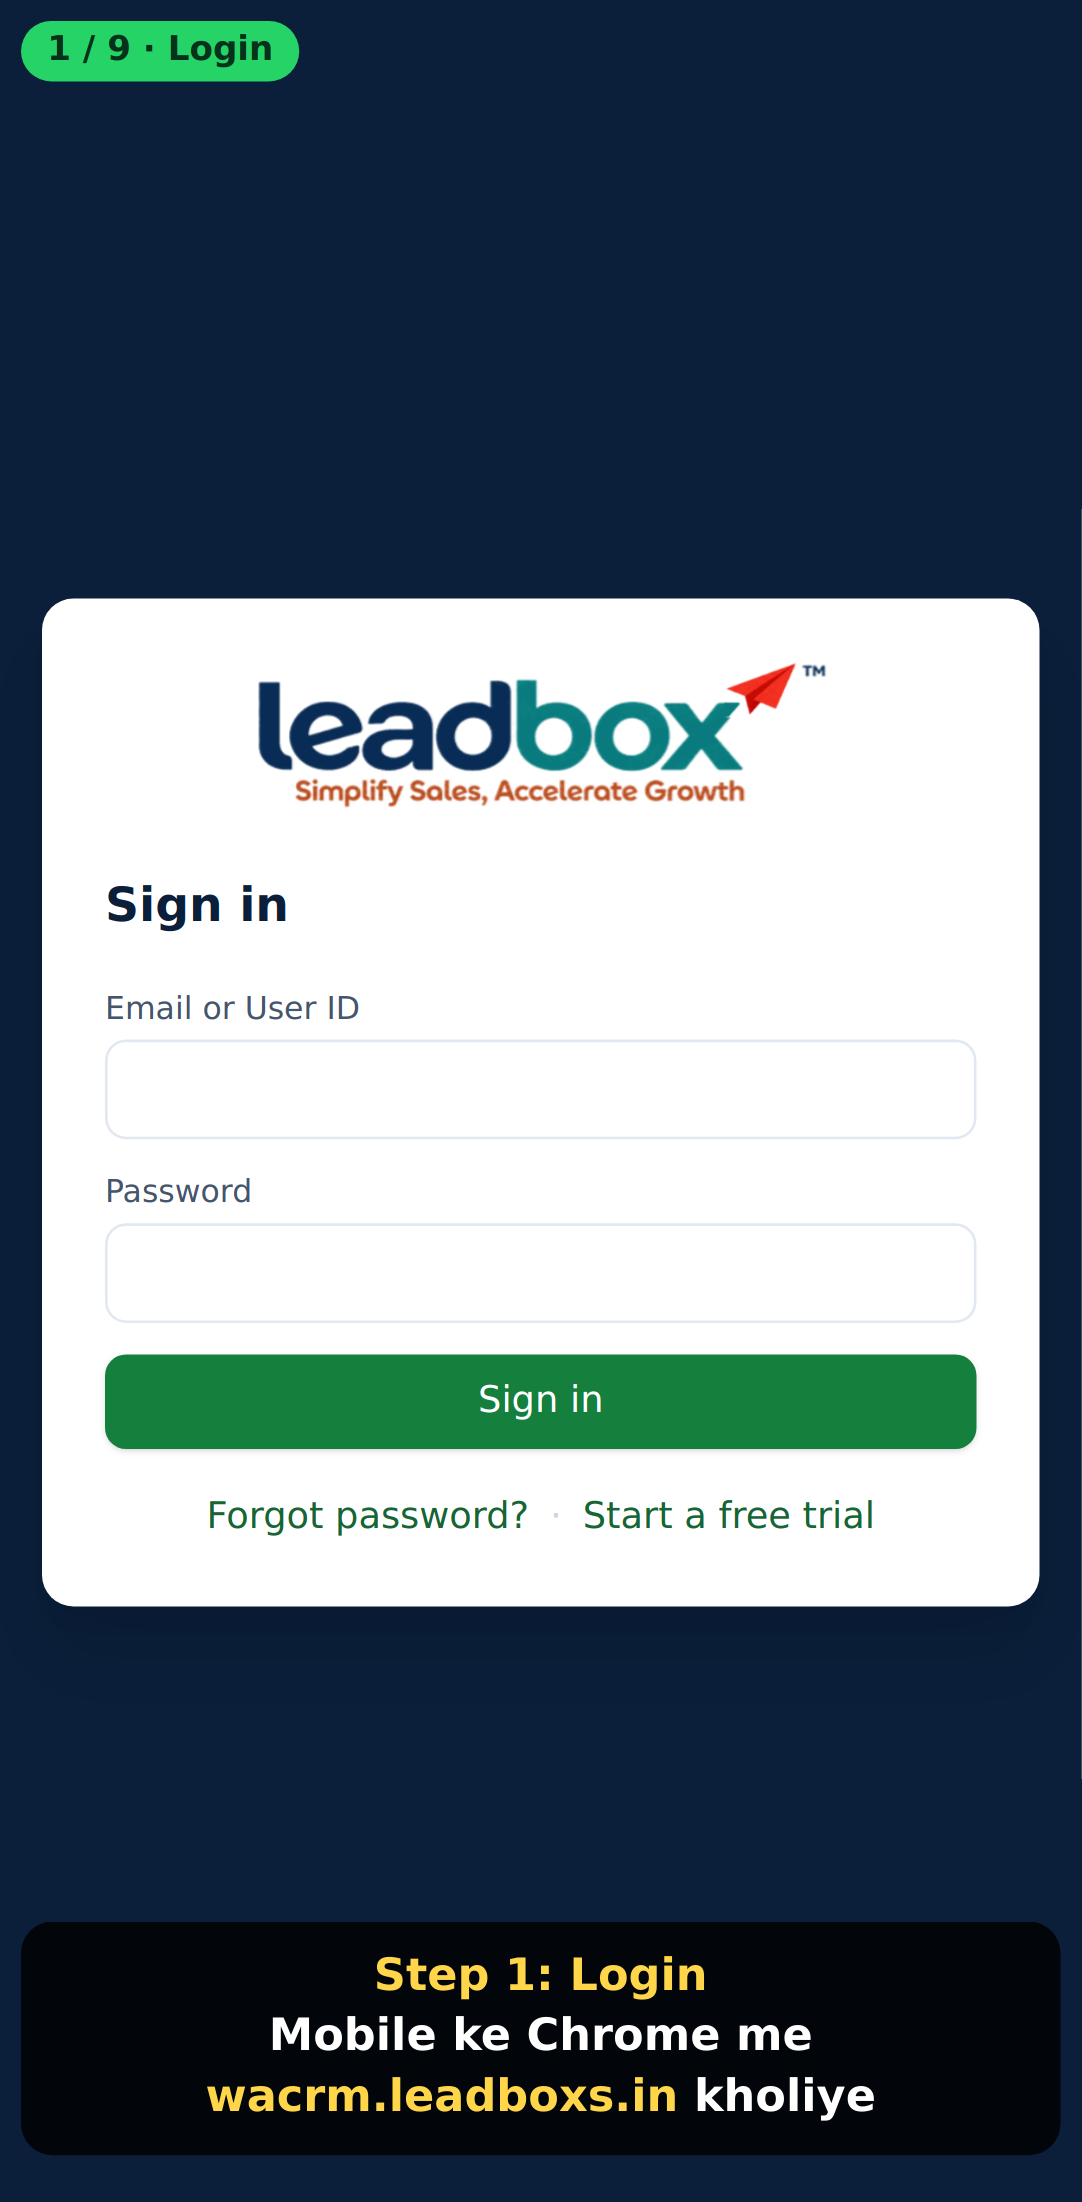 1 / 9 · Login
leadbox™
Simplify Sales, Accelerate Growth
Sign in
Email or User ID
Password
Sign in
Forgot password? · Start a free trial
Step 1: Login
Mobile ke Chrome me
wacrm.leadboxs.in kholiye